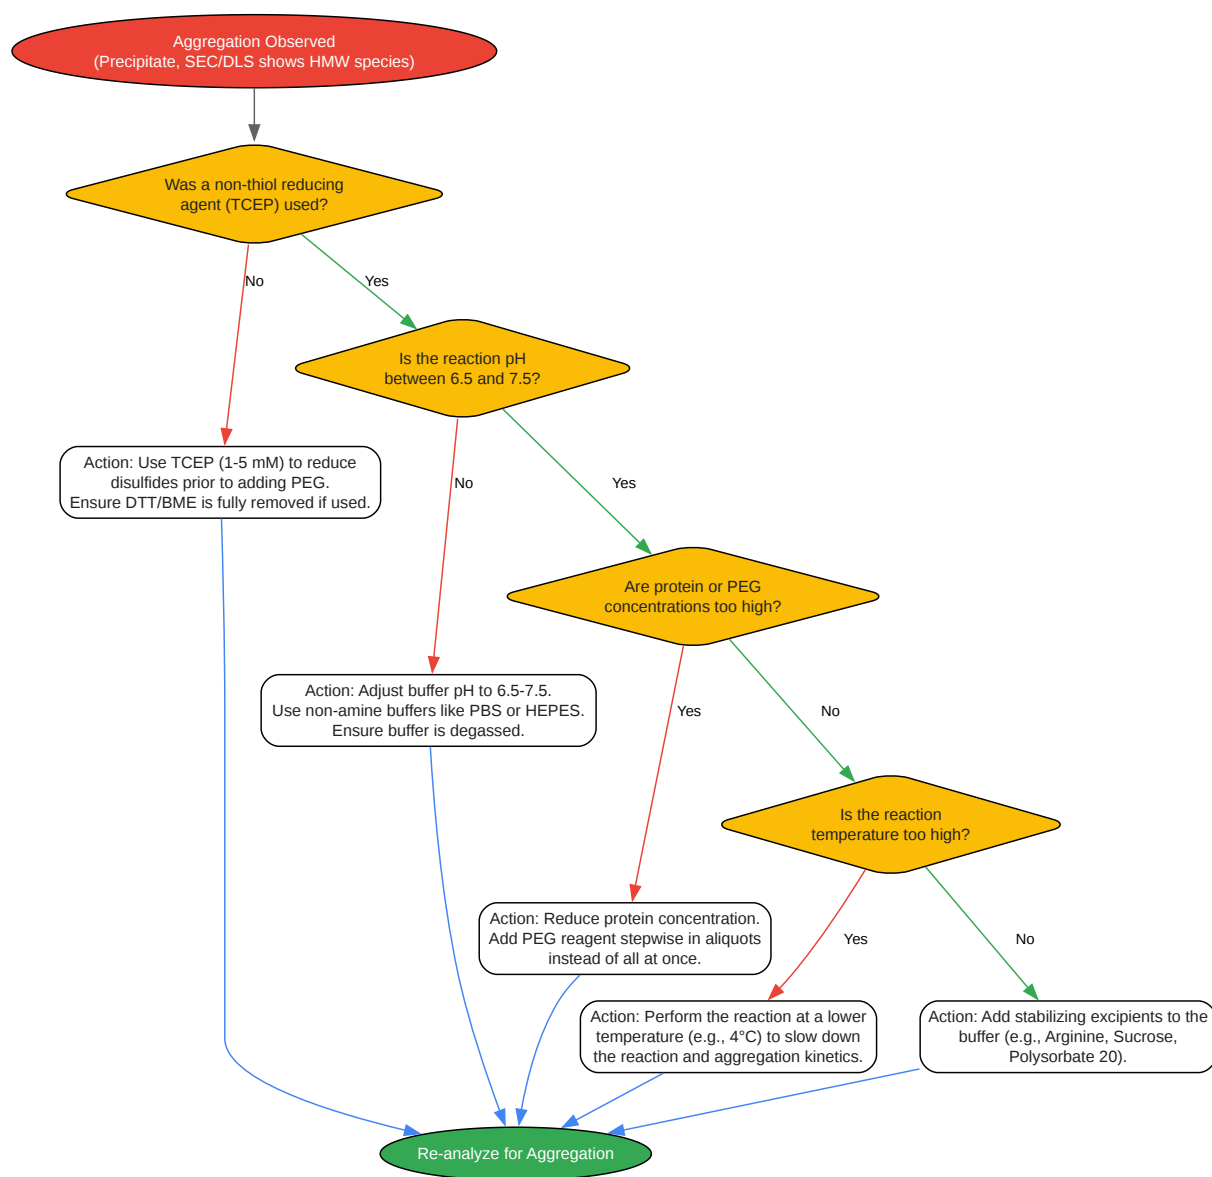 Aggregation Observed
(Precipitate, SEC/DLS shows HMW species)
Was a non-thiol reducing
agent (TCEP) used?
No
Yes
Is the reaction pH
between 6.5 and 7.5?
Action: Use TCEP (1-5 mM) to reduce
disulfides prior to adding PEG.
Ensure DTT/BME is fully removed if used.
No
Yes
Are protein or PEG
concentrations too high?
Action: Adjust buffer pH to 6.5-7.5.
Use non-amine buffers like PBS or HEPES.
Ensure buffer is degassed.
Yes
No
Is the reaction
temperature too high?
Action: Reduce protein concentration.
Add PEG reagent stepwise in aliquots
instead of all at once.
Yes
No
Action: Perform the reaction at a lower
temperature (e.g., 4°C) to slow down
the reaction and aggregation kinetics.
Action: Add stabilizing excipients to the
buffer (e.g., Arginine, Sucrose,
Polysorbate 20).
Re-analyze for Aggregation